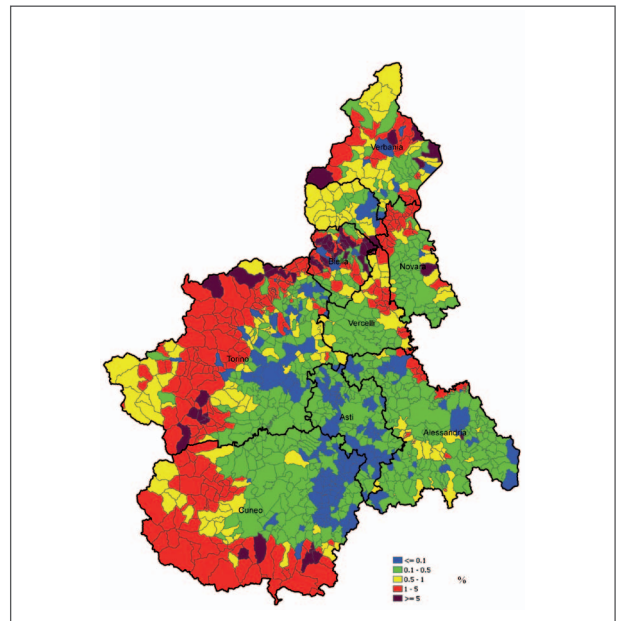 Verbania
Biella
Novara
Vercelli
Torino
Asti
Alessandria
Cuneo
<= 0.1
0.1 - 0.5
0.5 - 1
%
1 - 5
>= 5